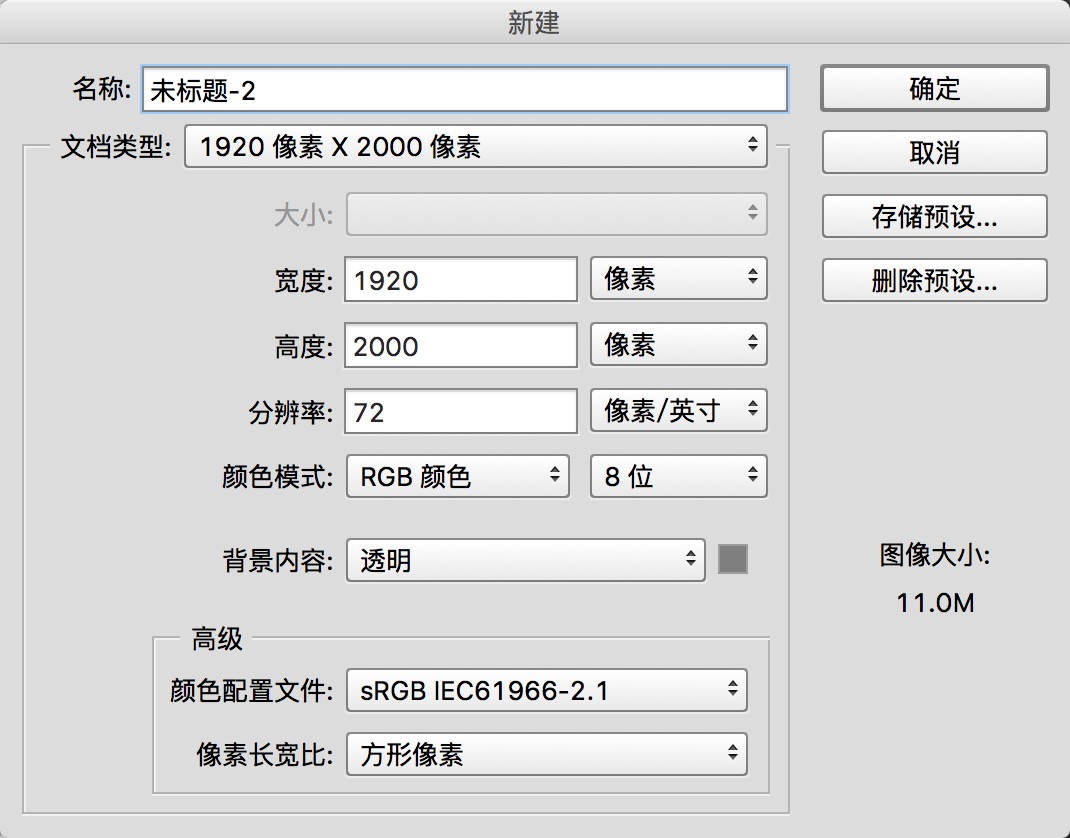 新建
名称: 未标题-2
确定
文档类型: 1920 像素 X 2000 像素
取消
大小:
存储预设...
宽度: 1920 像素
删除预设...
高度: 2000 像素
分辨率: 72 像素/英寸
颜色模式: RGB 颜色 8 位
背景内容: 透明
图像大小:
11.0M
高级
颜色配置文件: sRGB IEC61966-2.1
像素长宽比: 方形像素